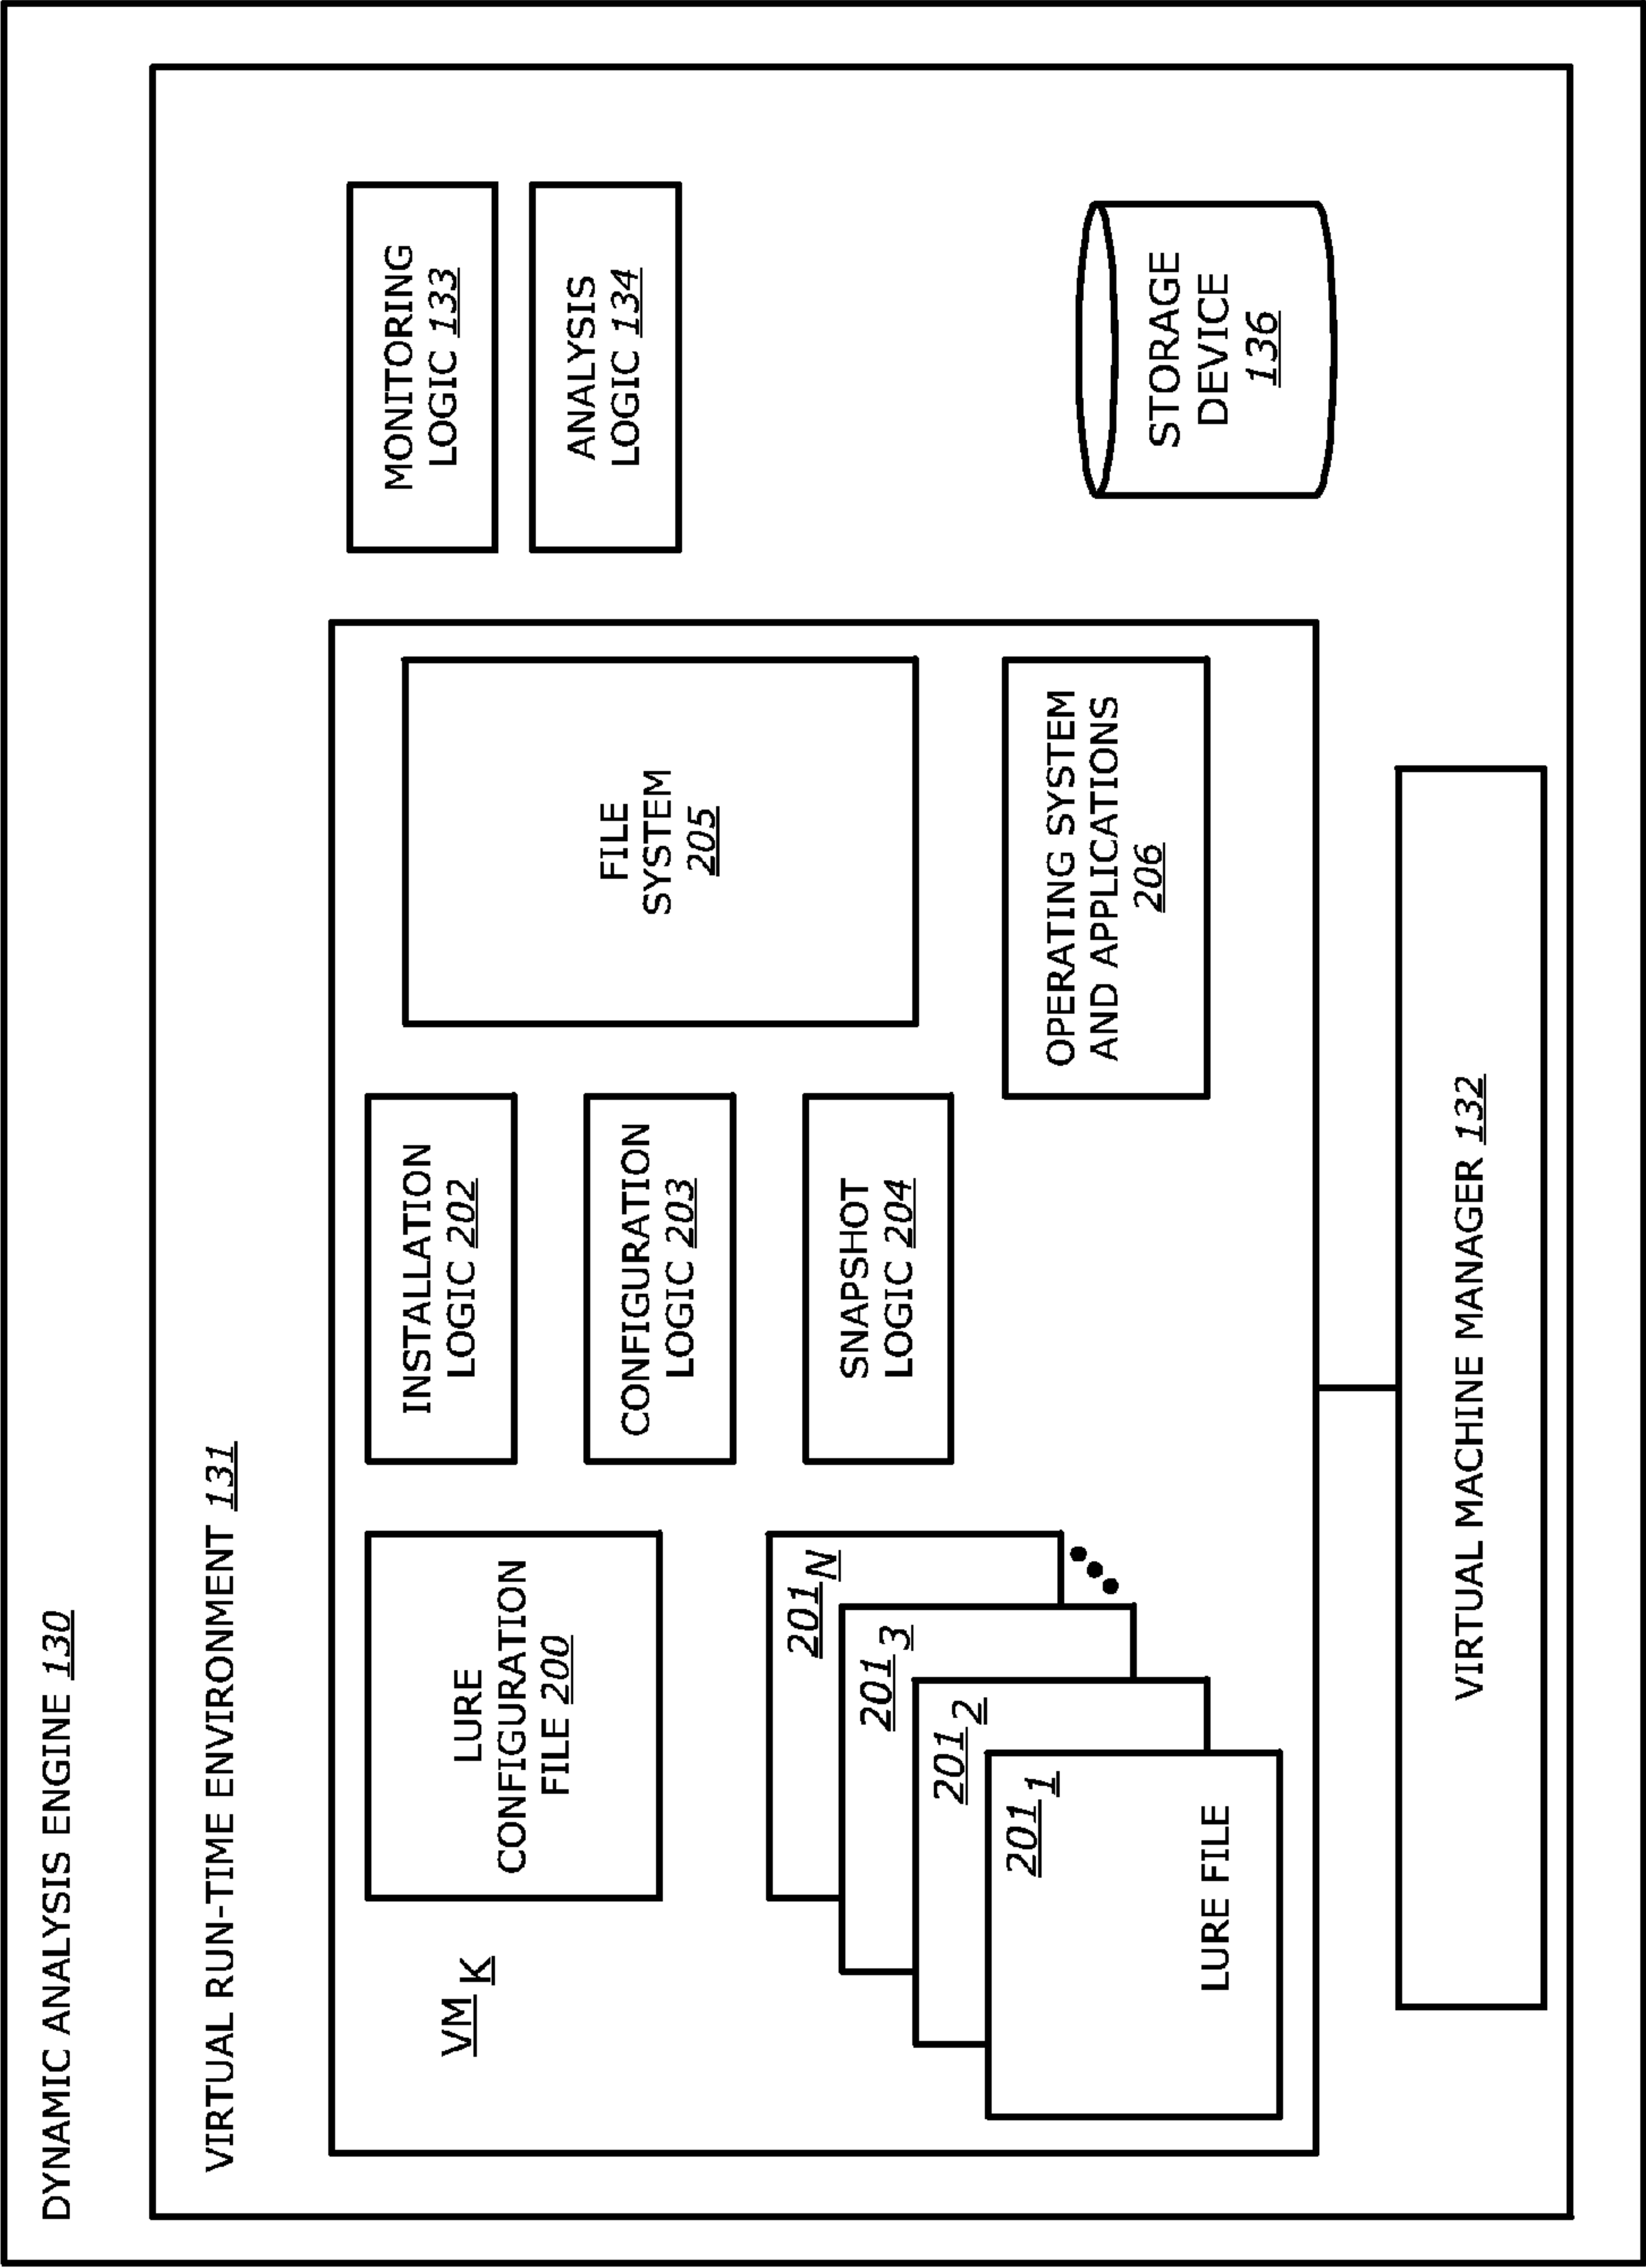 DYNAMIC ANALYSIS ENGINE 130
VIRTUAL RUN-TIME ENVIRONMENT 131
VM K
LURE
CONFIGURATION
FILE 200
INSTALLATION
LOGIC 202
CONFIGURATION
LOGIC 203
SNAPSHOT
LOGIC 204
FILE
SYSTEM
205
MONITORING
LOGIC 133
ANALYSIS
LOGIC 134
201 N
201 3
201 2
201 1
LURE FILE
OPERATING SYSTEM
AND APPLICATIONS
206
STORAGE
DEVICE
136
VIRTUAL MACHINE MANAGER 132